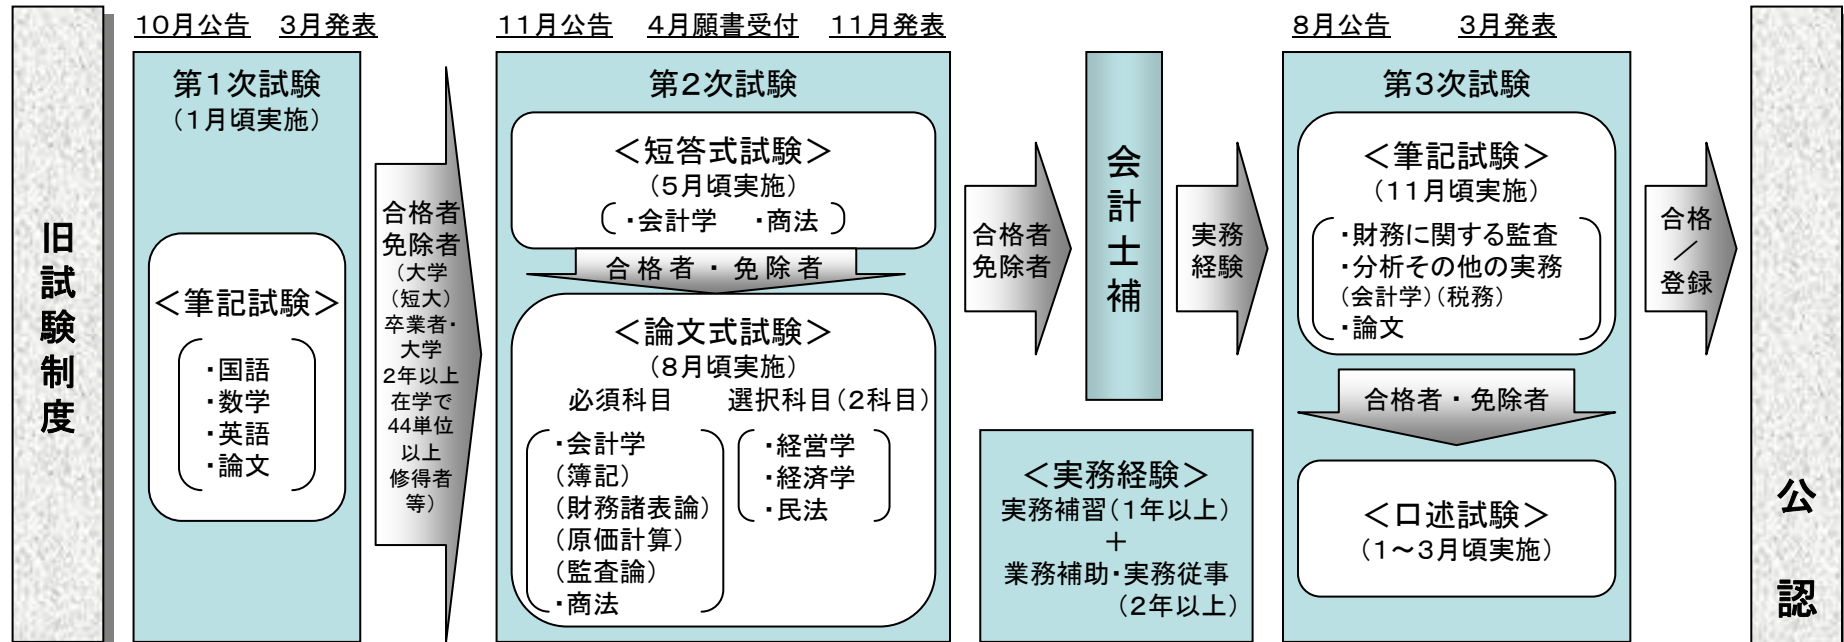 旧試験制度
10月公告 3月発表
第1次試験
(1月頃実施)
<筆記試験>
・国語
・数学
・英語
・論文
合格者
免除者
(大学
(短大)
卒業者・
大学
2年以上
在学で
44単位
以上
修得者
等)
11月公告 4月願書受付 11月発表
第2次試験
<短答式試験>
(5月頃実施)
・会計学 ・商法
合格者・免除者
<論文式試験>
(8月頃実施)
必須科目 選択科目(2科目)
・会計学
(簿記)
(財務諸表論)
(原価計算)
(監査論)
・商法
・経営学
・経済学
・民法
合格者
免除者
会計士補
実務
経験
<実務経験>
実務補習(1年以上)
+
業務補助・実務従事
(2年以上)
8月公告 3月発表
第3次試験
<筆記試験>
(11月頃実施)
・財務に関する監査
・分析その他の実務
(会計学)(税務)
・論文
合格者・免除者
<口述試験>
(1~3月頃実施)
合格
/
登録
公認